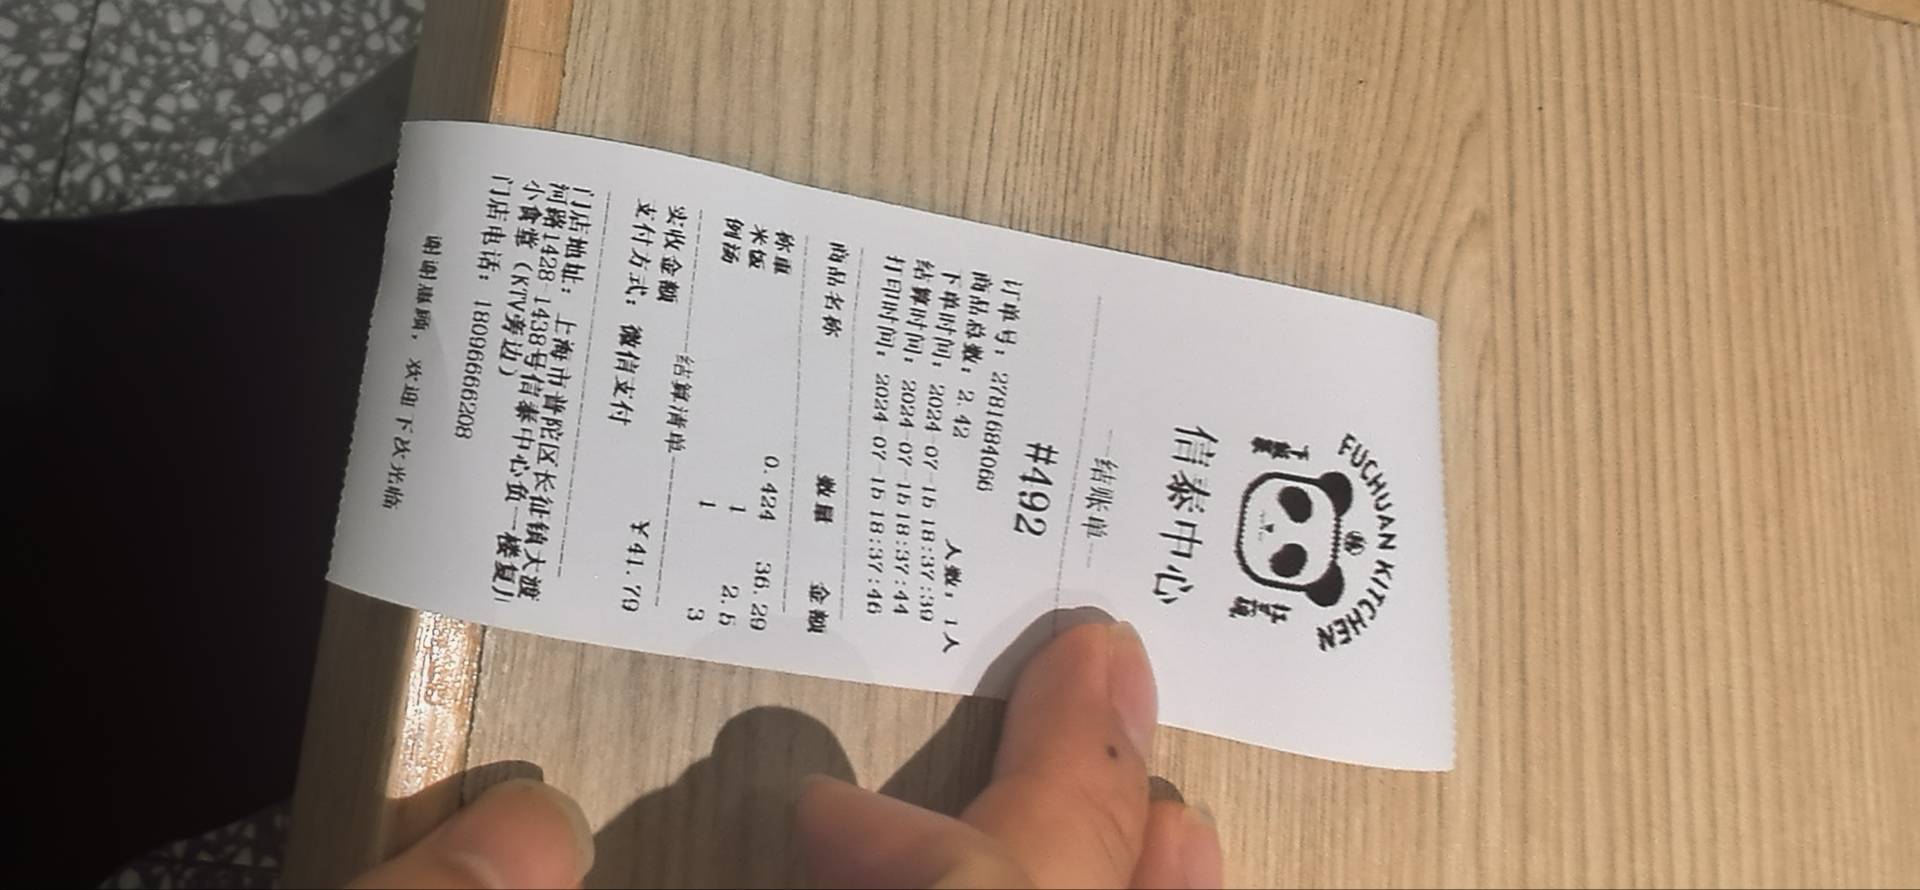 FUCHUAN KITCHEN
信泰中心
结账单
#492
订单号：2781684066
商品总数：2.42 人数：1人
下单时间：2024-07-15 18:37:39
结算时间：2024-07-15 18:37:44
打印时间：2024-07-15 18:37:46
商品名称 数量 金额
称重 0.424 36.29
米饭 1 2.5
例汤 1 3
结算清单
实收金额 ￥41.79
支付方式：微信支付
门店地址：上海市普陀区长征镇大渡
河路1428-1438号信泰中心负一楼复川
小食堂（KTV旁边）
门店电话：18096666208
谢谢惠顾，欢迎下次光临